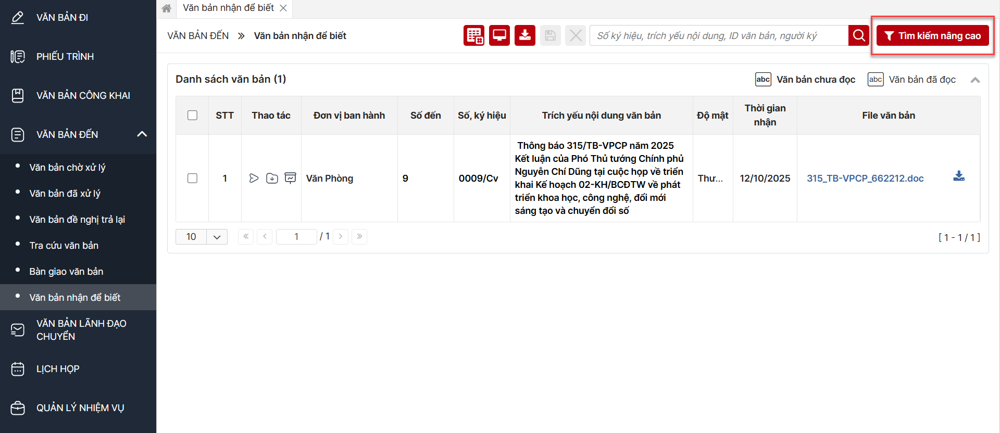 VĂN BẢN ĐI
PHIẾU TRÌNH
VĂN BẢN CÔNG KHAI
VĂN BẢN ĐẾN
Văn bản chờ xử lý
Văn bản đã xử lý
Văn bản đề nghị trả lại
Tra cứu văn bản
Bàn giao văn bản
Văn bản nhận để biết
VĂN BẢN LÃNH ĐẠO
CHUYỂN
LỊCH HỌP
QUẢN LÝ NHIỆM VỤ
Văn bản nhận để biết
VĂN BẢN ĐẾN » Văn bản nhận để biết
Số ký hiệu, trích yếu nội dung, ID văn bản, người ký
Tìm kiếm nâng cao
Danh sách văn bản (1)
abc Văn bản chưa đọc abc Văn bản đã đọc
STT Thao tác Đơn vị ban hành Số đến Số, ký hiệu Trích yếu nội dung văn bản Độ mật Thời gian nhận File văn bản
1 Văn Phòng 9 0009/Cv
Thông báo 315/TB-VPCP năm 2025
Kết luận của Phó Thủ tướng Chính phủ
Nguyễn Chí Dũng tại cuộc họp về triển
khai Kế hoạch 02-KH/BCĐTW về phát
triển khoa học, công nghệ, đổi mới
sáng tạo và chuyển đổi số
Thư... 12/10/2025 315_TB-VPCP_662212.doc
10 « < 1 / 1 > » [ 1 - 1 / 1 ]